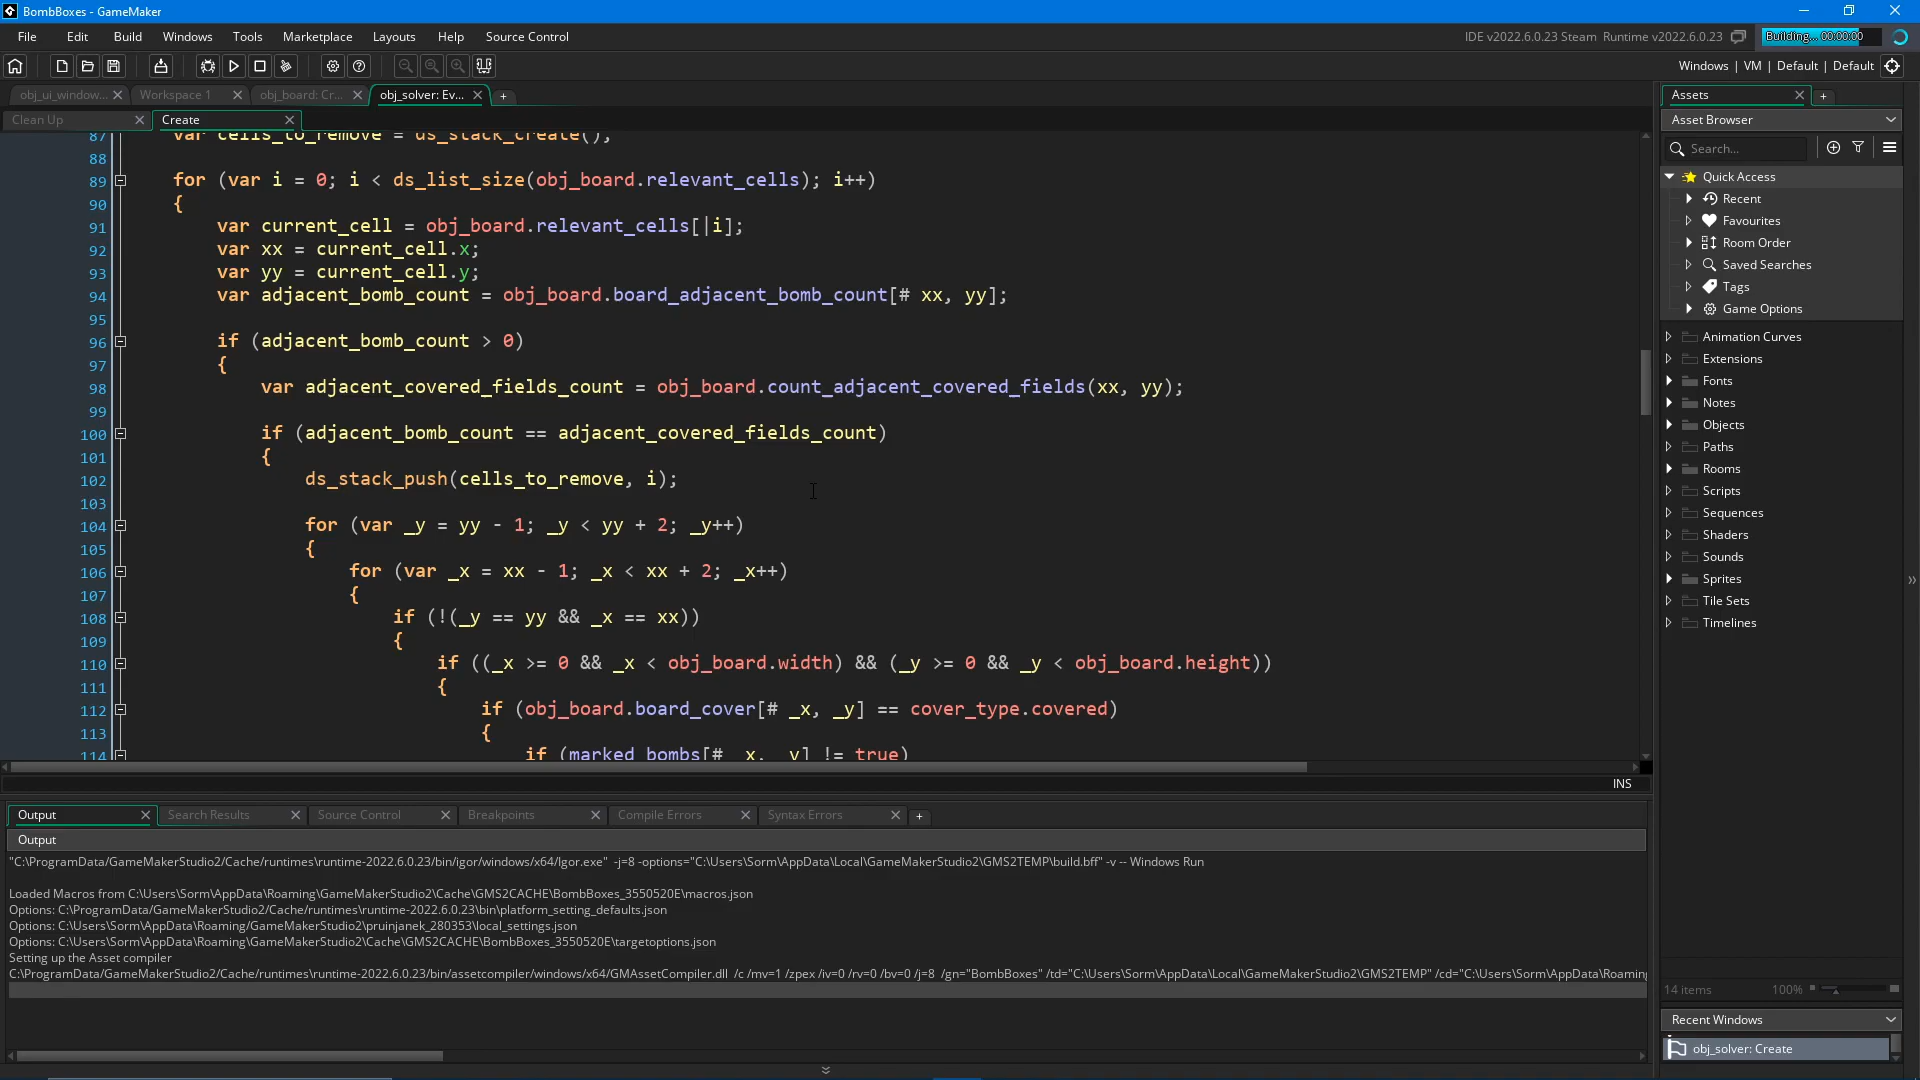 BombBoxes - GameMaker
File Edit Build Windows Tools Marketplace Layouts Help Source Control
IDE v2022.6.0.23 Steam Runtime v2022.6.0.23
Building... 00:00:00
Windows | VM | Default | Default
obj_ui_window...
Workspace 1
obj_board: Cr...
obj_solver: Ev...
Clean Up
Create
87 var cells_to_remove = ds_stack_create();
88
89 for (var i = 0; i < ds_list_size(obj_board.relevant_cells); i++)
90 {
91 var current_cell = obj_board.relevant_cells[|i];
92 var xx = current_cell.x;
93 var yy = current_cell.y;
94 var adjacent_bomb_count = obj_board.board_adjacent_bomb_count[# xx, yy];
95
96 if (adjacent_bomb_count > 0)
97 {
98 var adjacent_covered_fields_count = obj_board.count_adjacent_covered_fields(xx, yy);
99
100 if (adjacent_bomb_count == adjacent_covered_fields_count)
101 {
102 ds_stack_push(cells_to_remove, i);
103
104 for (var _y = yy - 1; _y < yy + 2; _y++)
105 {
106 for (var _x = xx - 1; _x < xx + 2; _x++)
107 {
108 if (!(_y == yy && _x == xx))
109 {
110 if ((_x >= 0 && _x < obj_board.width) && (_y >= 0 && _y < obj_board.height))
111 {
112 if (obj_board.board_cover[# _x, _y] == cover_type.covered)
113 {
114 if (marked_bombs[# _x, _y] != true)
INS
Output
Search Results
Source Control
Breakpoints
Compile Errors
Syntax Errors
Output
"C:\ProgramData/GameMakerStudio2/Cache/runtimes\runtime-2022.6.0.23/bin/igor/windows/x64/Igor.exe" -j=8 -options="C:\Users\Sorm\AppData\Local\GameMakerStudio2\GMS2TEMP\build.bff" -v -- Windows Run
Loaded Macros from C:\Users\Sorm\AppData\Roaming\GameMakerStudio2\Cache\GMS2CACHE\BombBoxes_3550520E\macros.json
Options: C:\ProgramData/GameMakerStudio2/Cache/runtimes\runtime-2022.6.0.23\bin\platform_setting_defaults.json
Options: C:\Users\Sorm\AppData\Roaming/GameMakerStudio2\pruinjanek_280353\local_settings.json
Options: C:\Users\Sorm\AppData\Roaming\GameMakerStudio2\Cache\GMS2CACHE\BombBoxes_3550520E\targetoptions.json
Setting up the Asset compiler
C:\ProgramData/GameMakerStudio2/Cache/runtimes\runtime-2022.6.0.23/bin/assetcompiler/windows/x64/GMAssetCompiler.dll /c /mv=1 /zpex /iv=0 /rv=0 /bv=0 /j=8 /gn="BombBoxes" /td="C:\Users\Sorm\AppData\Local\GameMakerStudio2\GMS2TEMP" /cd="C:\Users\Sorm\AppData\Roaming
Assets
Asset Browser
Search...
Quick Access
Recent
Favourites
Room Order
Saved Searches
Tags
Game Options
Animation Curves
Extensions
Fonts
Notes
Objects
Paths
Rooms
Scripts
Sequences
Shaders
Sounds
Sprites
Tile Sets
Timelines
14 items 100%
Recent Windows
obj_solver: Create